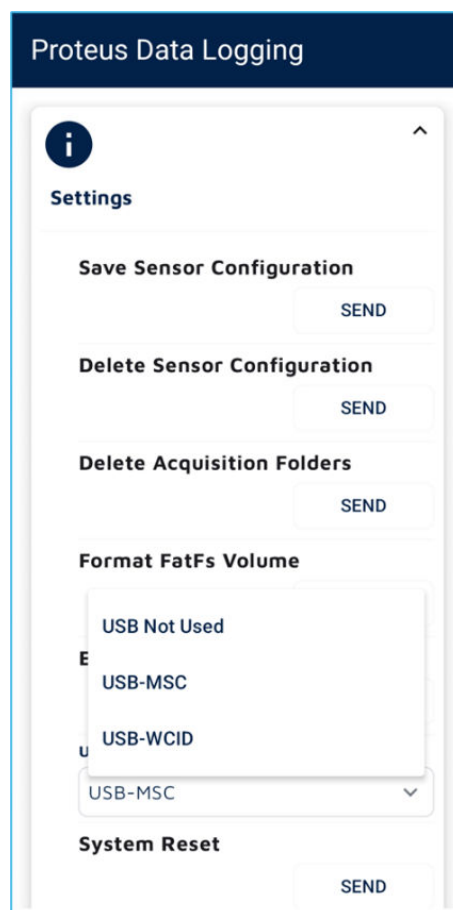 Proteus Data Logging
Settings
Save Sensor Configuration
SEND
Delete Sensor Configuration
SEND
Delete Acquisition Folders
SEND
Format FatFs Volume
USB Not Used
USB-MSC
USB-WCID
USB-MSC
System Reset
SEND